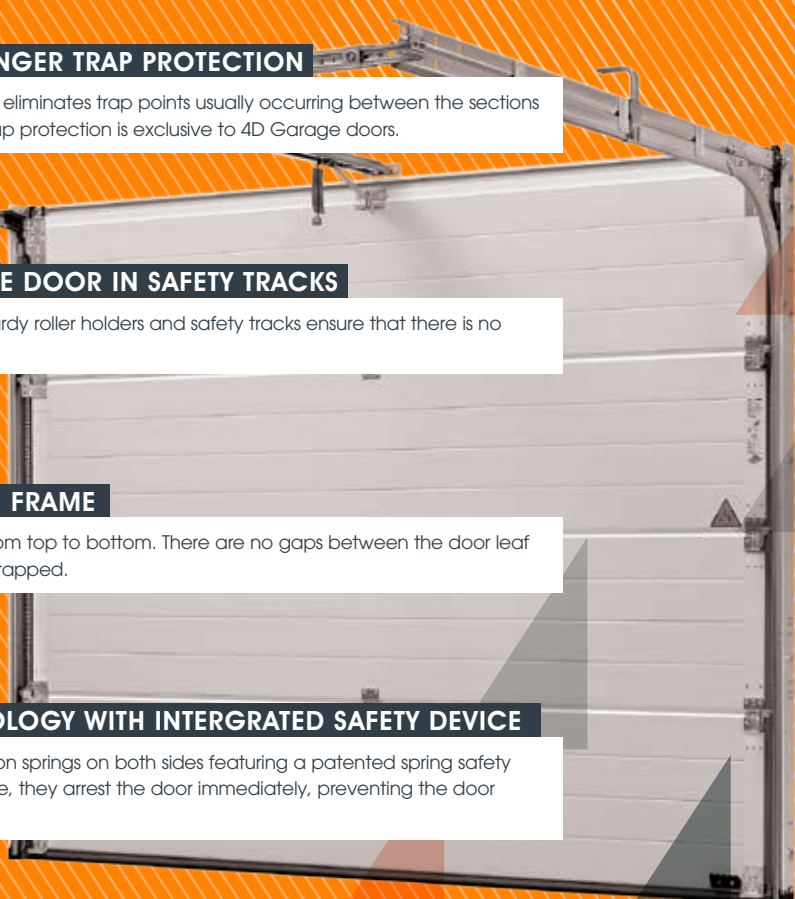 NGER TRAP PROTECTION
eliminates trap points usually occurring between the sections
ap protection is exclusive to 4D Garage doors.
E DOOR IN SAFETY TRACKS
rdy roller holders and safety tracks ensure that there is no
FRAME
om top to bottom. There are no gaps between the door leaf
rapped.
OLOGY WITH INTERGRATED SAFETY DEVICE
on springs on both sides featuring a patented spring safety
e, they arrest the door immediately, preventing the door